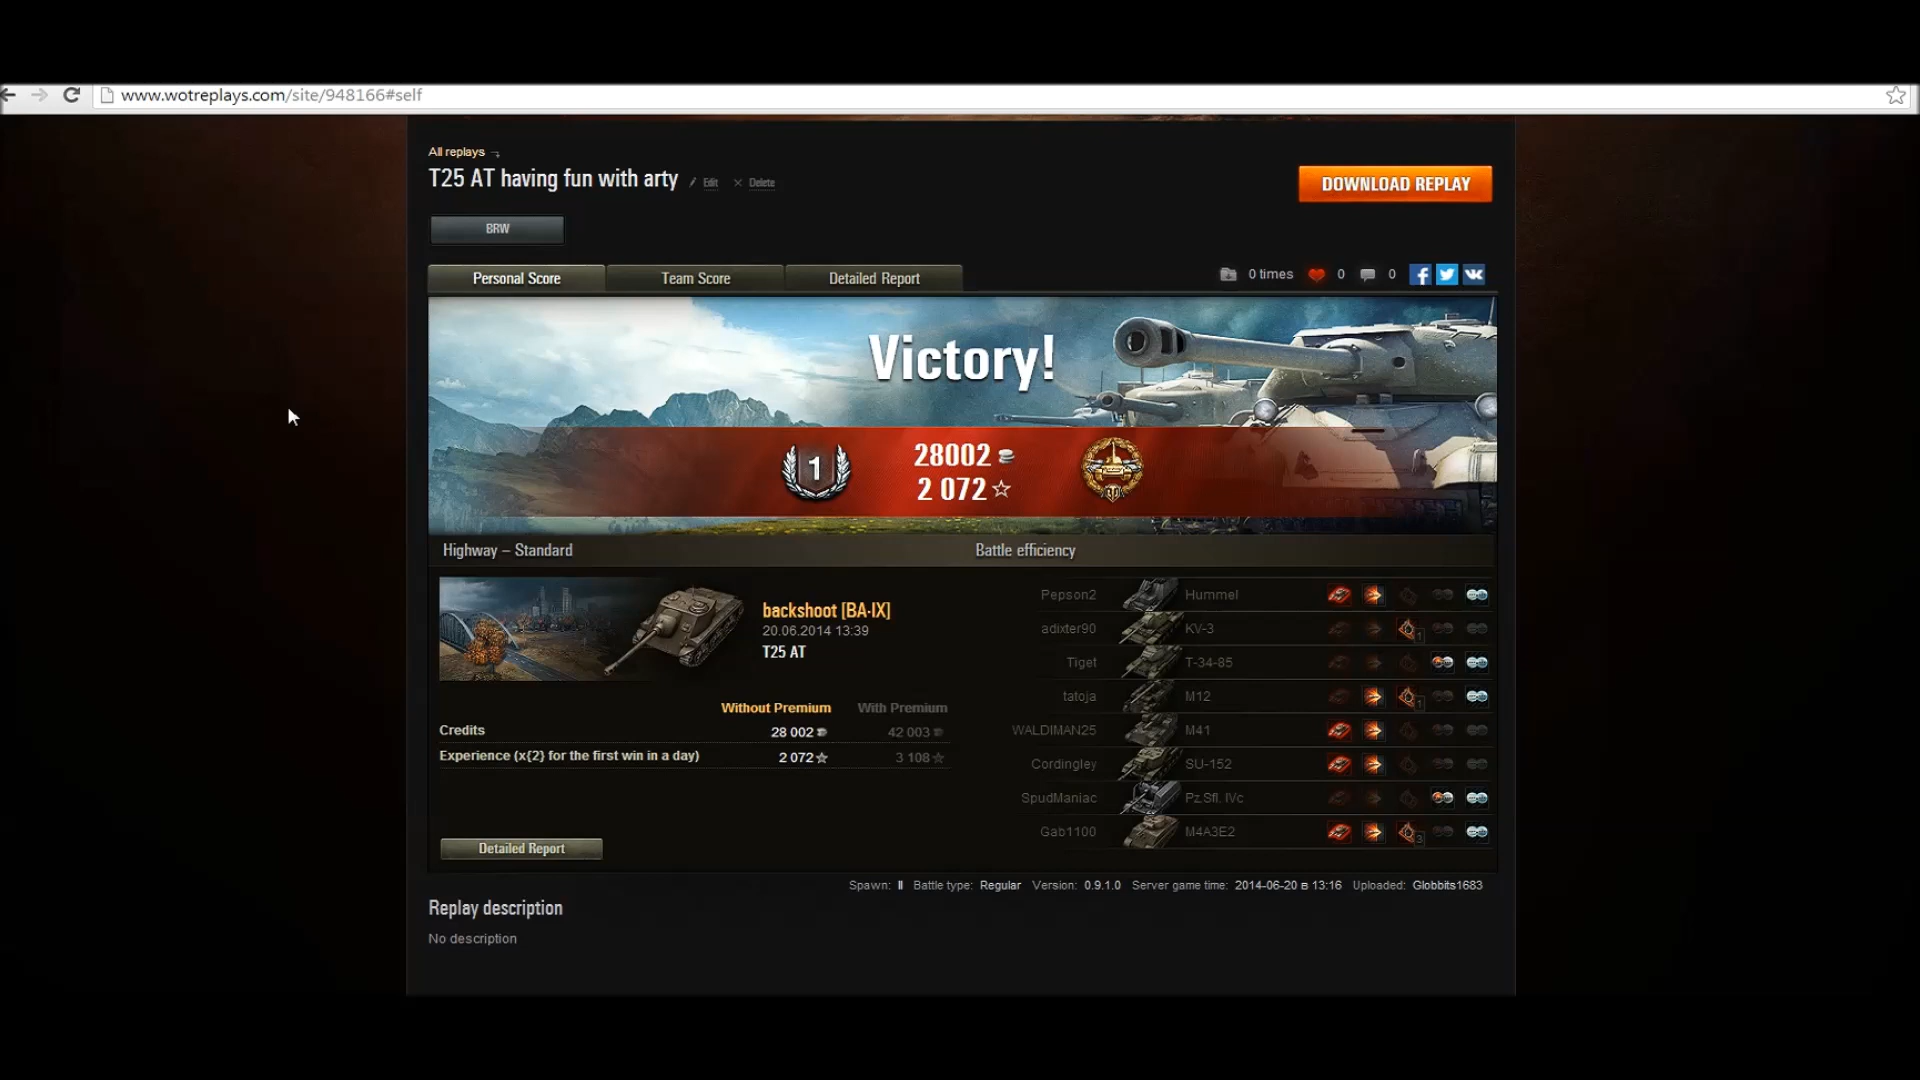 www.wotreplays.com/site/948166#self
All replays
T25 AT having fun with arty Edit Delete
DOWNLOAD REPLAY
BRW
Personal Score Team Score Detailed Report 0 times 0 0
Victory!
1 28002
2 072
Highway – Standard Battle efficiency
backshoot [BA-IX]
20.06.2014 13:39
T25 AT
Without Premium With Premium
Credits 28 002 42 003
Experience (x{2} for the first win in a day) 2 072 3 108
Detailed Report
Pepson2 Hummel
adixter90 KV-3 1
Tiget T-34-85
tatoja M12 1
WALDIMAN25 M41
Cordingley SU-152
SpudManiac Pz.Sfl. IVc
Gab1100 M4A3E2 3
Spawn: II Battle type: Regular Version: 0.9.1.0 Server game time: 2014-06-20 в 13:16 Uploaded: Globbits1683
Replay description
No description